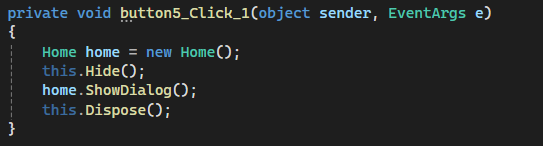 private void button5_Click_1(object sender, EventArgs e)
{
Home home = new Home();
this.Hide();
home.ShowDialog();
this.Dispose();
}